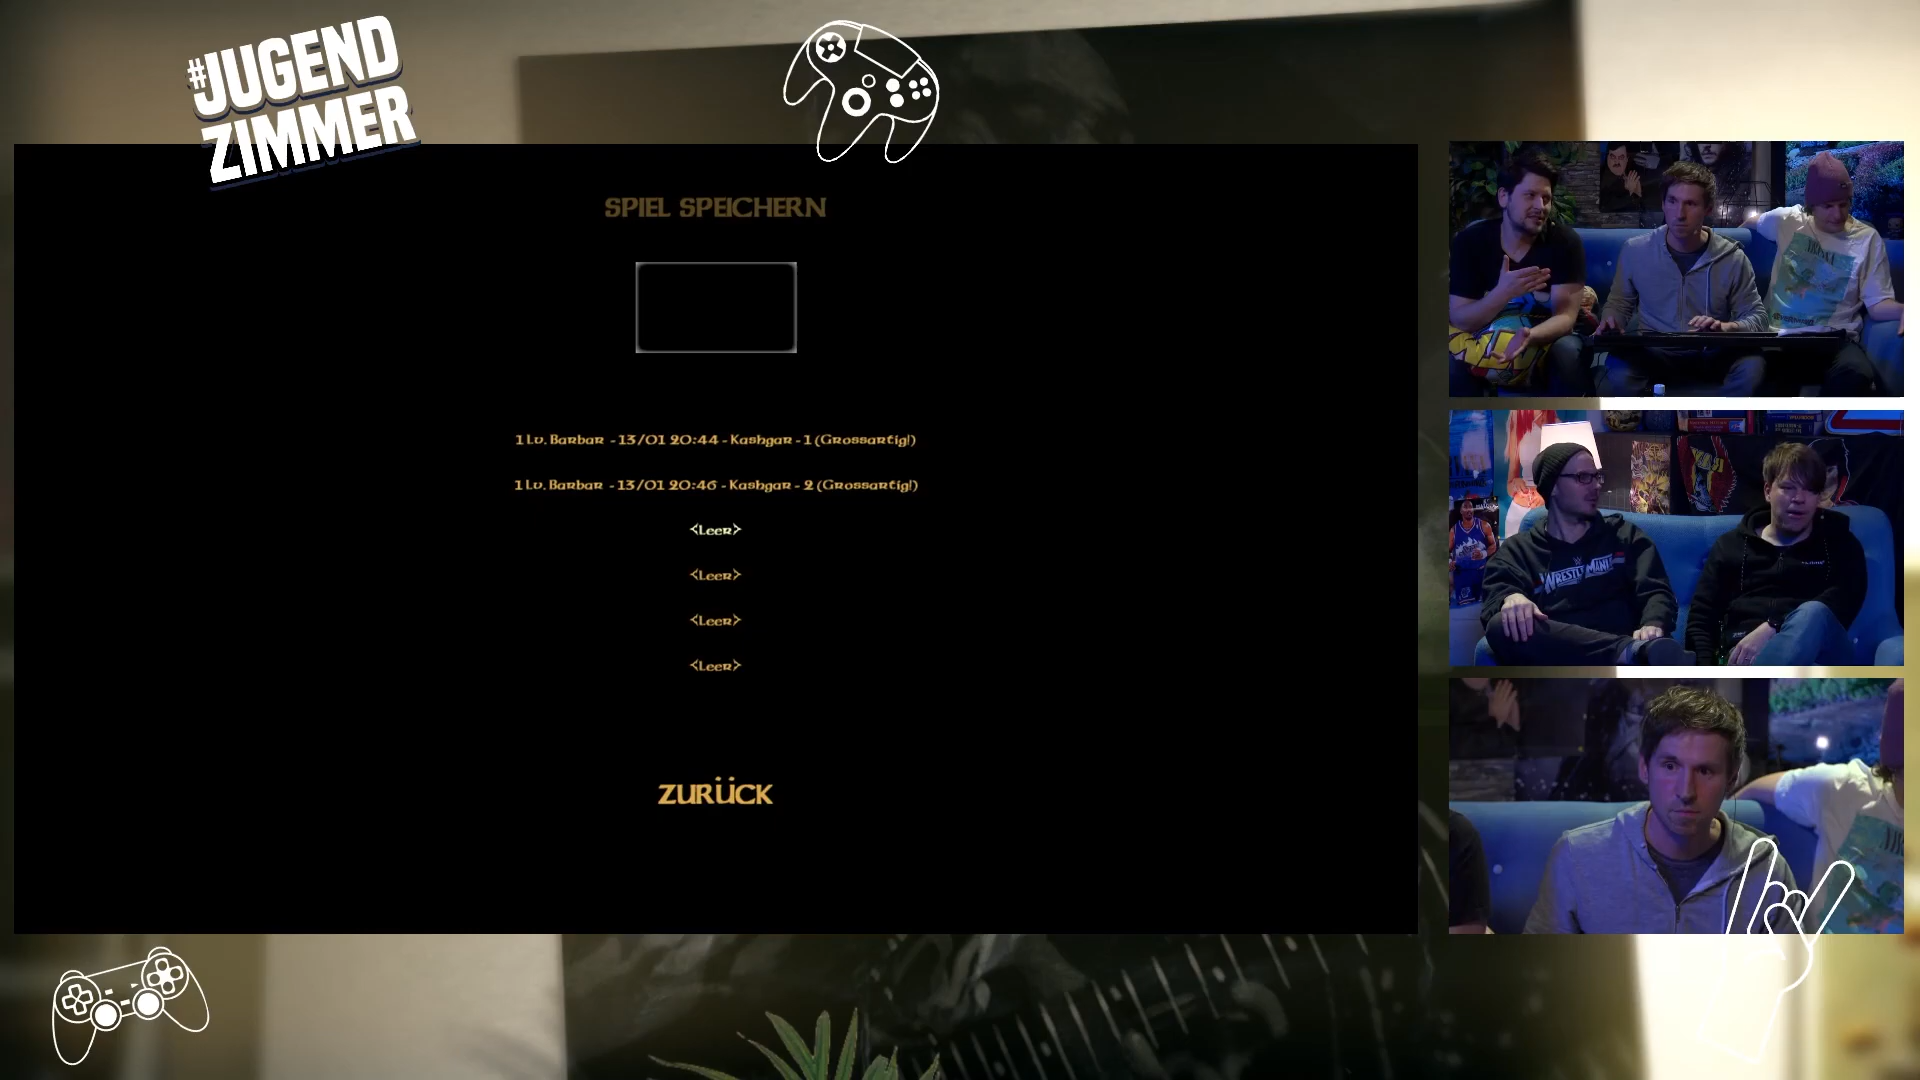 #JUGEND
ZIMMER
SPIEL SPEICHERN
1 Lv. Barbar - 13/01 20:44 - Kashgar - 1 (Grossartig!)
1 Lv. Barbar - 13/01 20:46 - Kashgar - 2 (Grossartig!)
<Leer>
<Leer>
<Leer>
<Leer>
ZURÜCK
WRESTLEMANIA